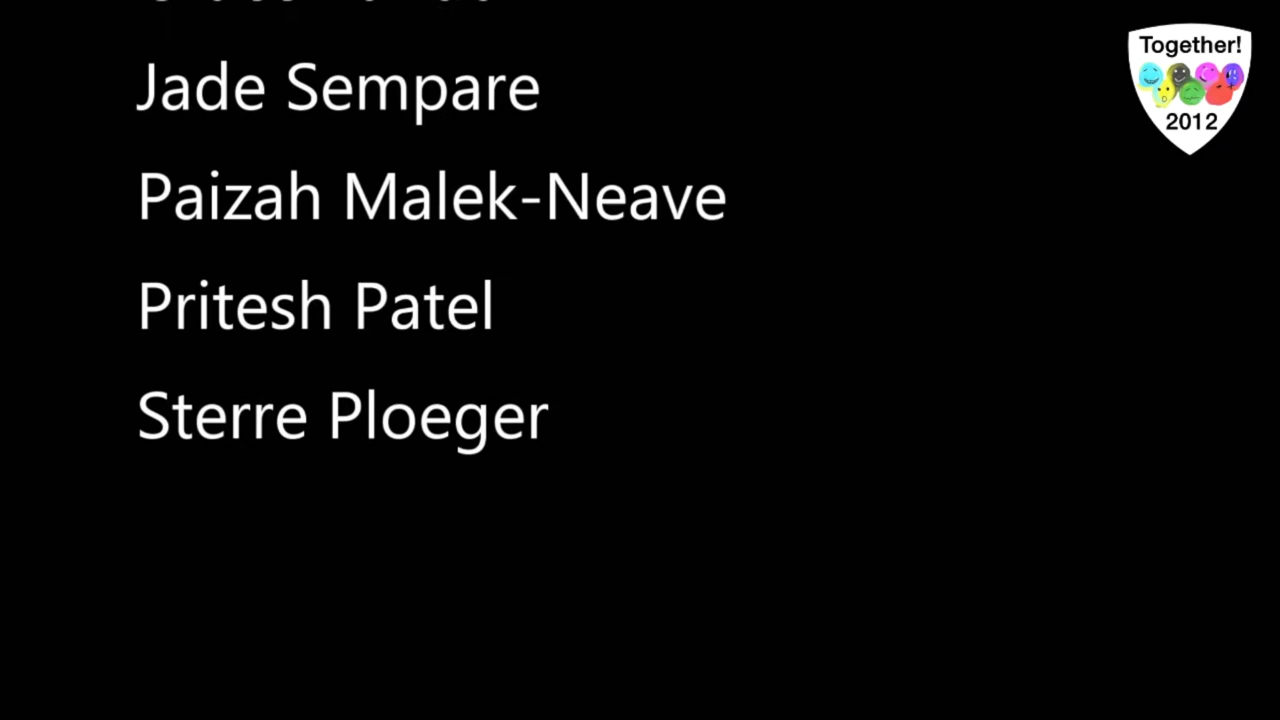 Jade Sempare
Paizah Malek-Neave
Pritesh Patel
Sterre Ploeger
Together!
2012